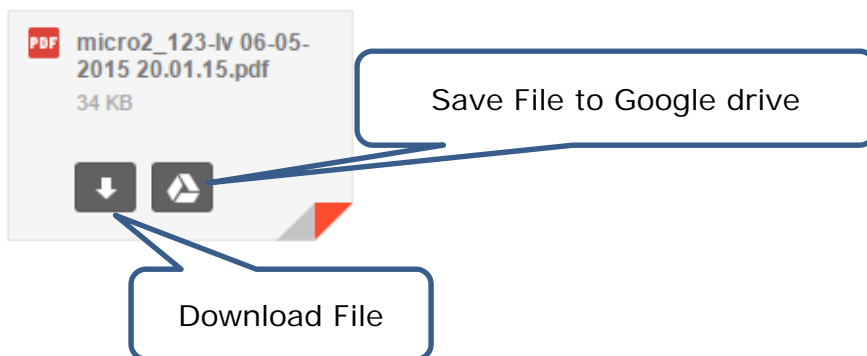 PDF micro2_123-lv 06-05-
2015 20.01.15.pdf
34 KB
Save File to Google drive
Download File